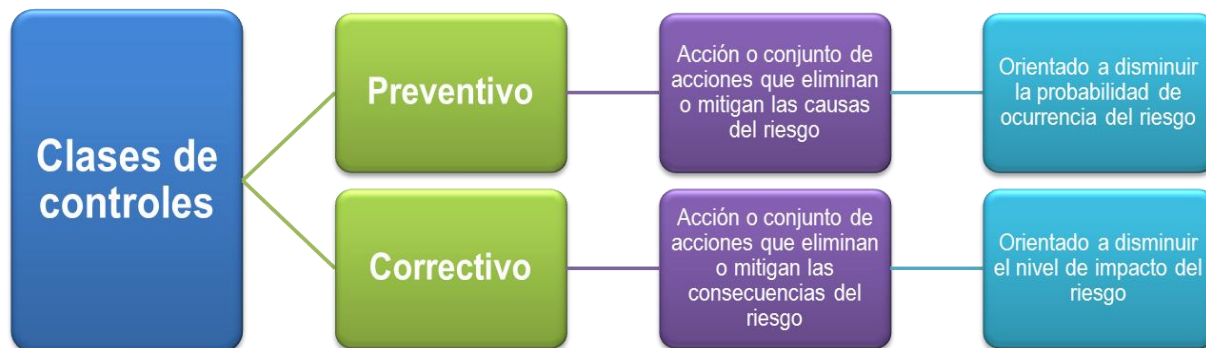 Clases de
controles
Preventivo
Acción o conjunto de
acciones que eliminan
o mitigan las causas
del riesgo
Orientado a disminuir
la probabilidad de
ocurrencia del riesgo
Correctivo
Acción o conjunto de
acciones que eliminan
o mitigan las
consecuencias del
riesgo
Orientado a disminuir
el nivel de impacto del
riesgo